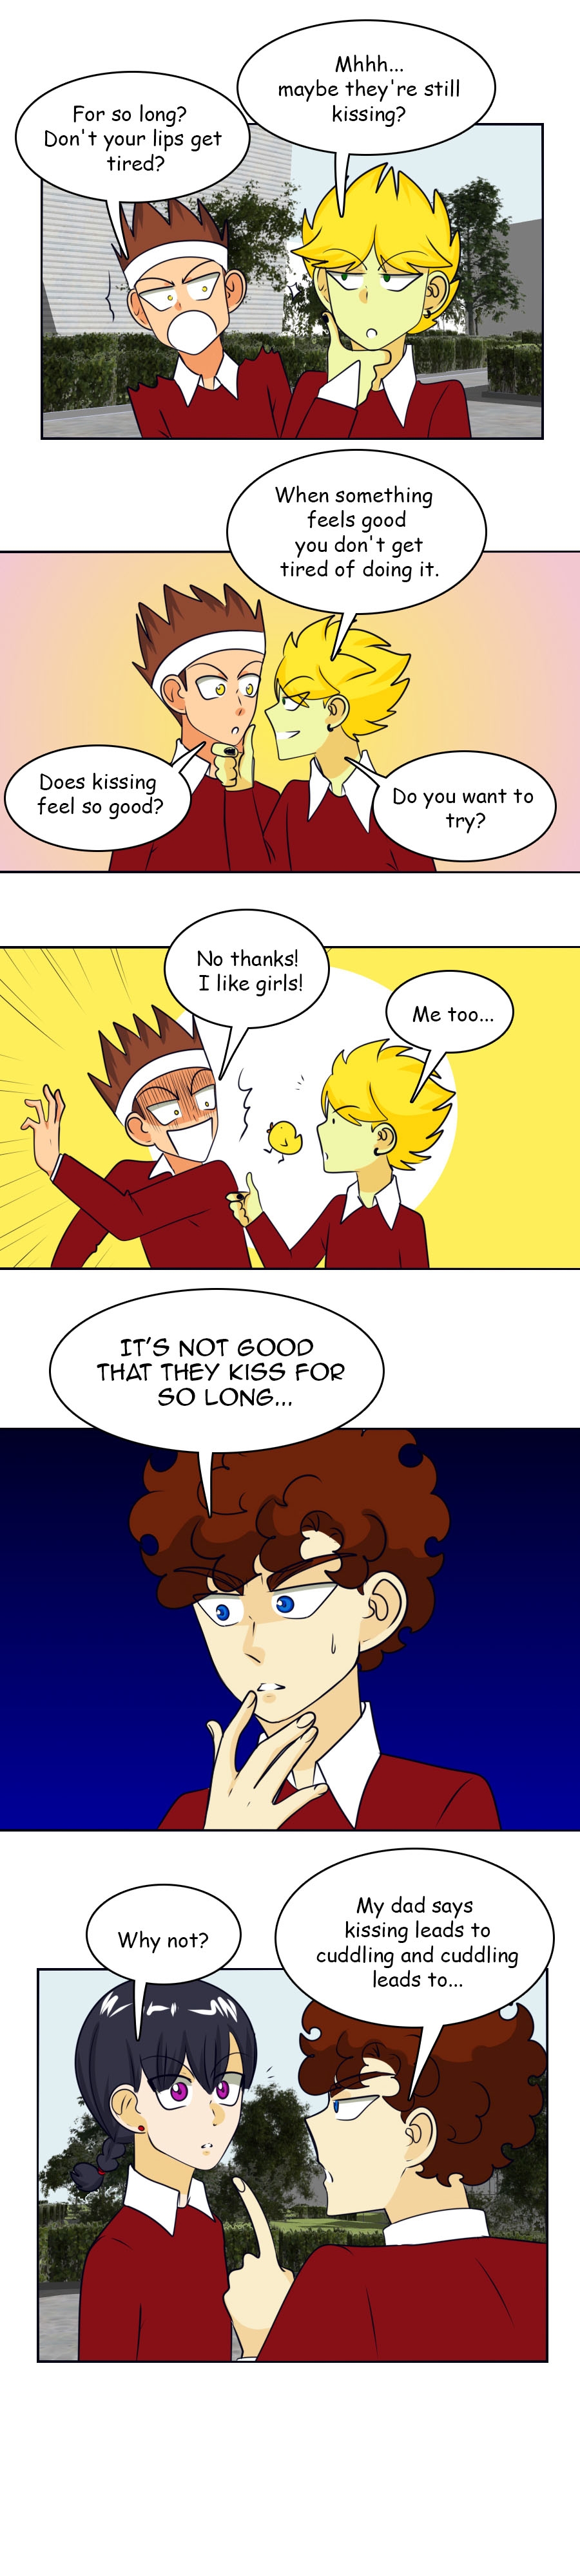 Mhhh...
maybe they're still
kissing?
For so long?
Don't your lips get
tired?
When something
feels good
you don't get
tired of doing it.
Does kissing
feel so good?
Do you want to
try?
No thanks!
I like girls!
Me too...
IT'S NOT GOOD
THAT THEY KISS FOR
SO LONG...
Why not?
My dad says
kissing leads to
cuddling and cuddling
leads to...